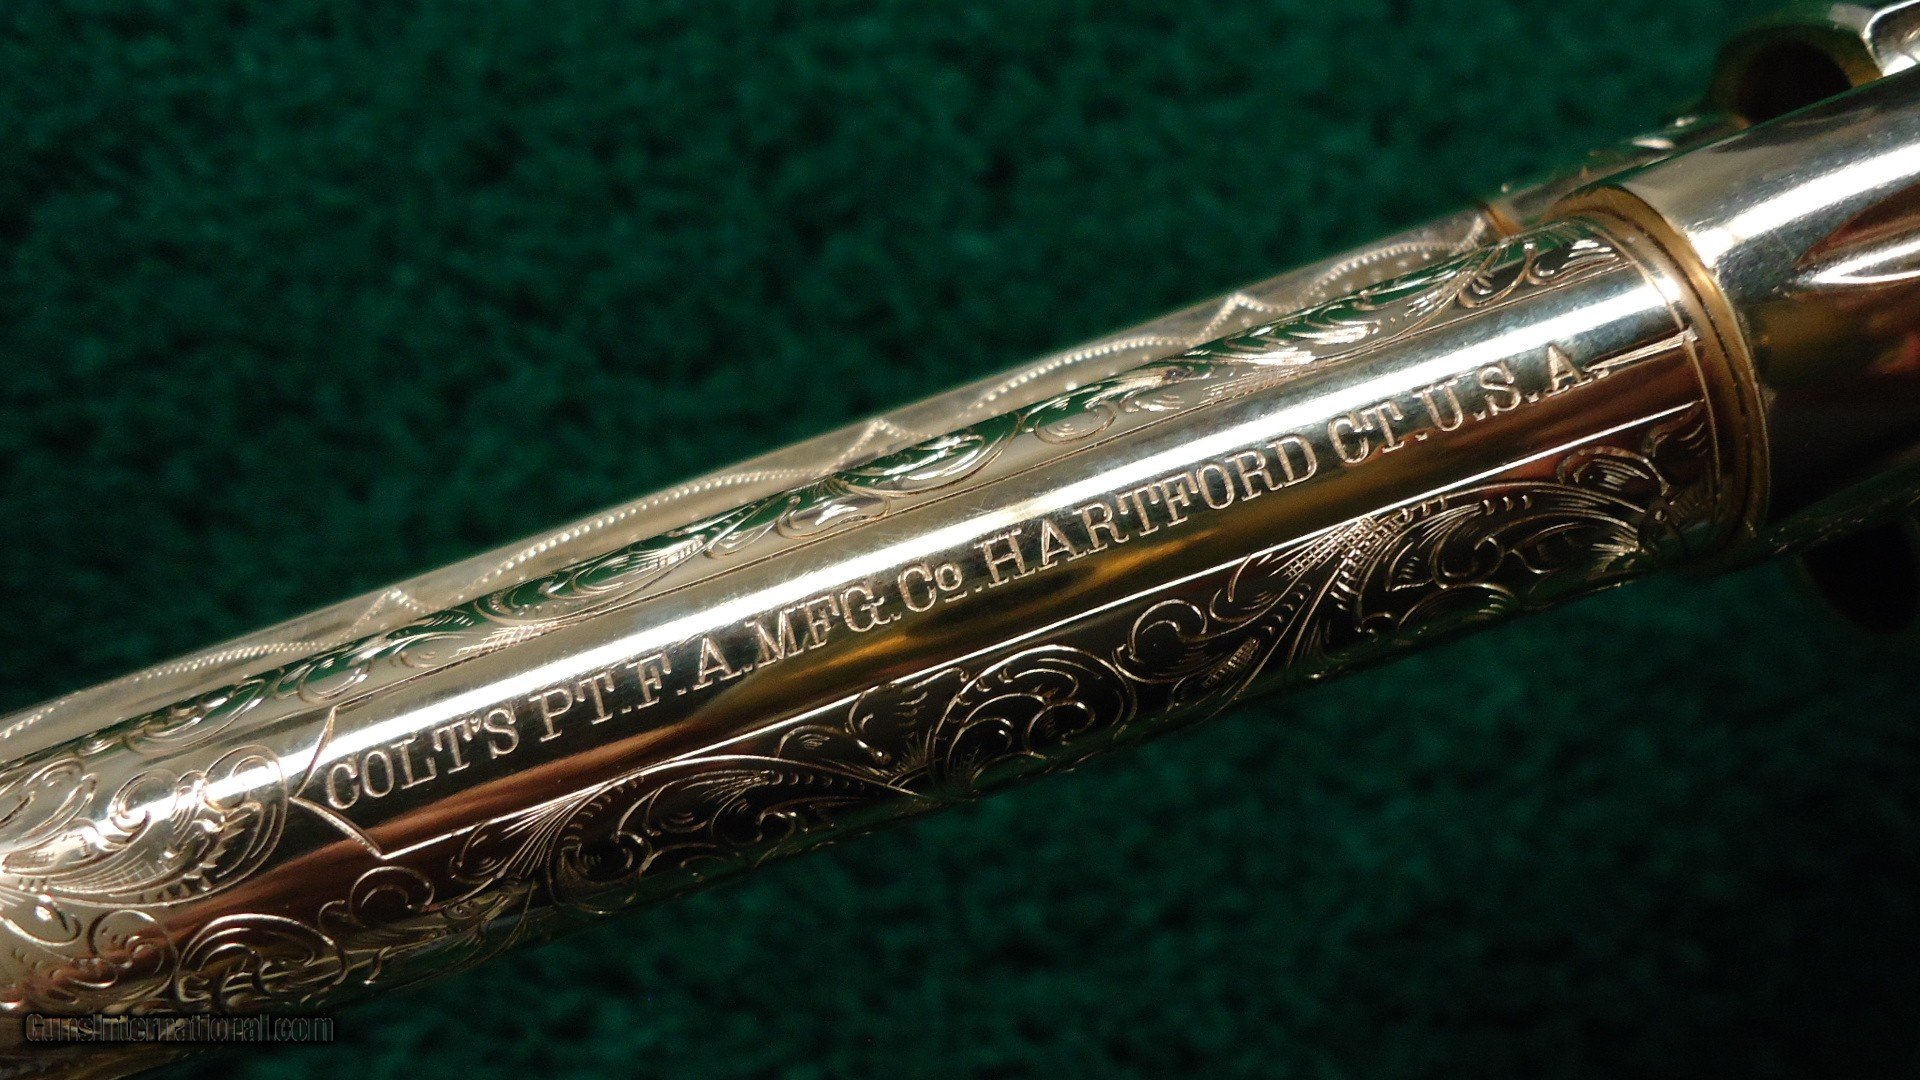 COLT'S PT. F. A. MFG. Co. HARTFORD CT. U.S.A.
GunsInternational.com